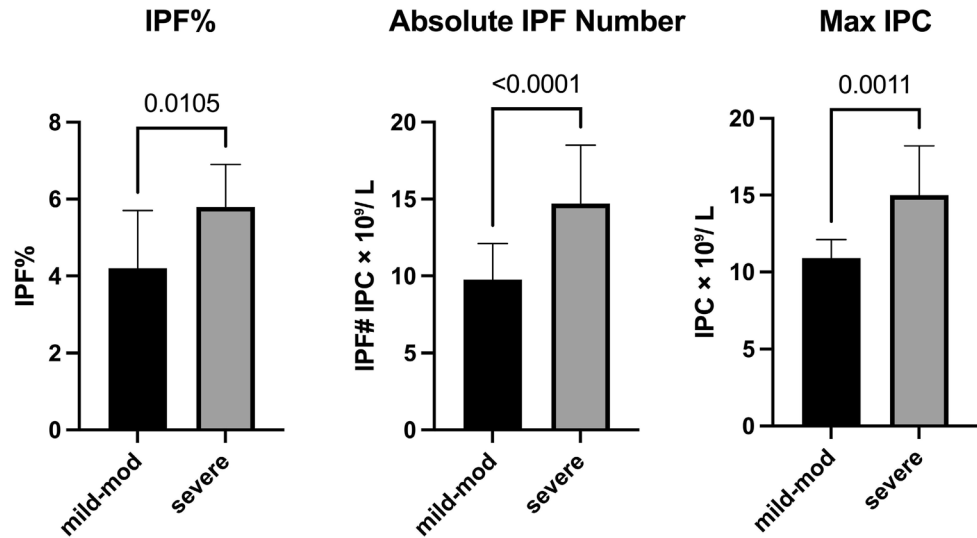 IPF%
0.0105
8
6
4
2
0
IPF%
mild-mod
severe
Absolute IPF Number
<0.0001
20
15
10
5
0
IPF# IPC × 10⁹/ L
mild-mod
severe
Max IPC
0.0011
20
15
10
5
0
IPC × 10⁹/ L
mild-mod
severe